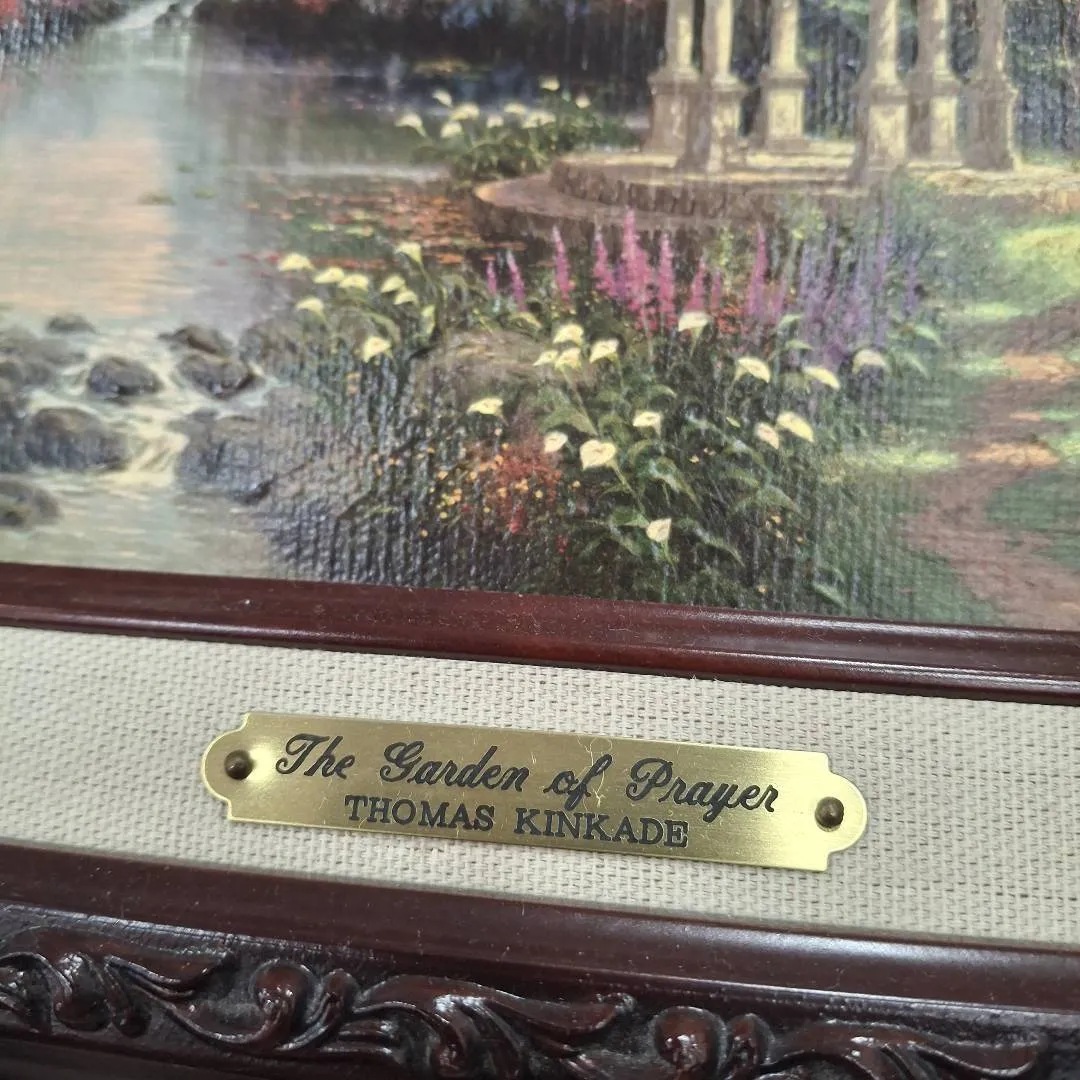 The Garden of Prayer
THOMAS KINKADE